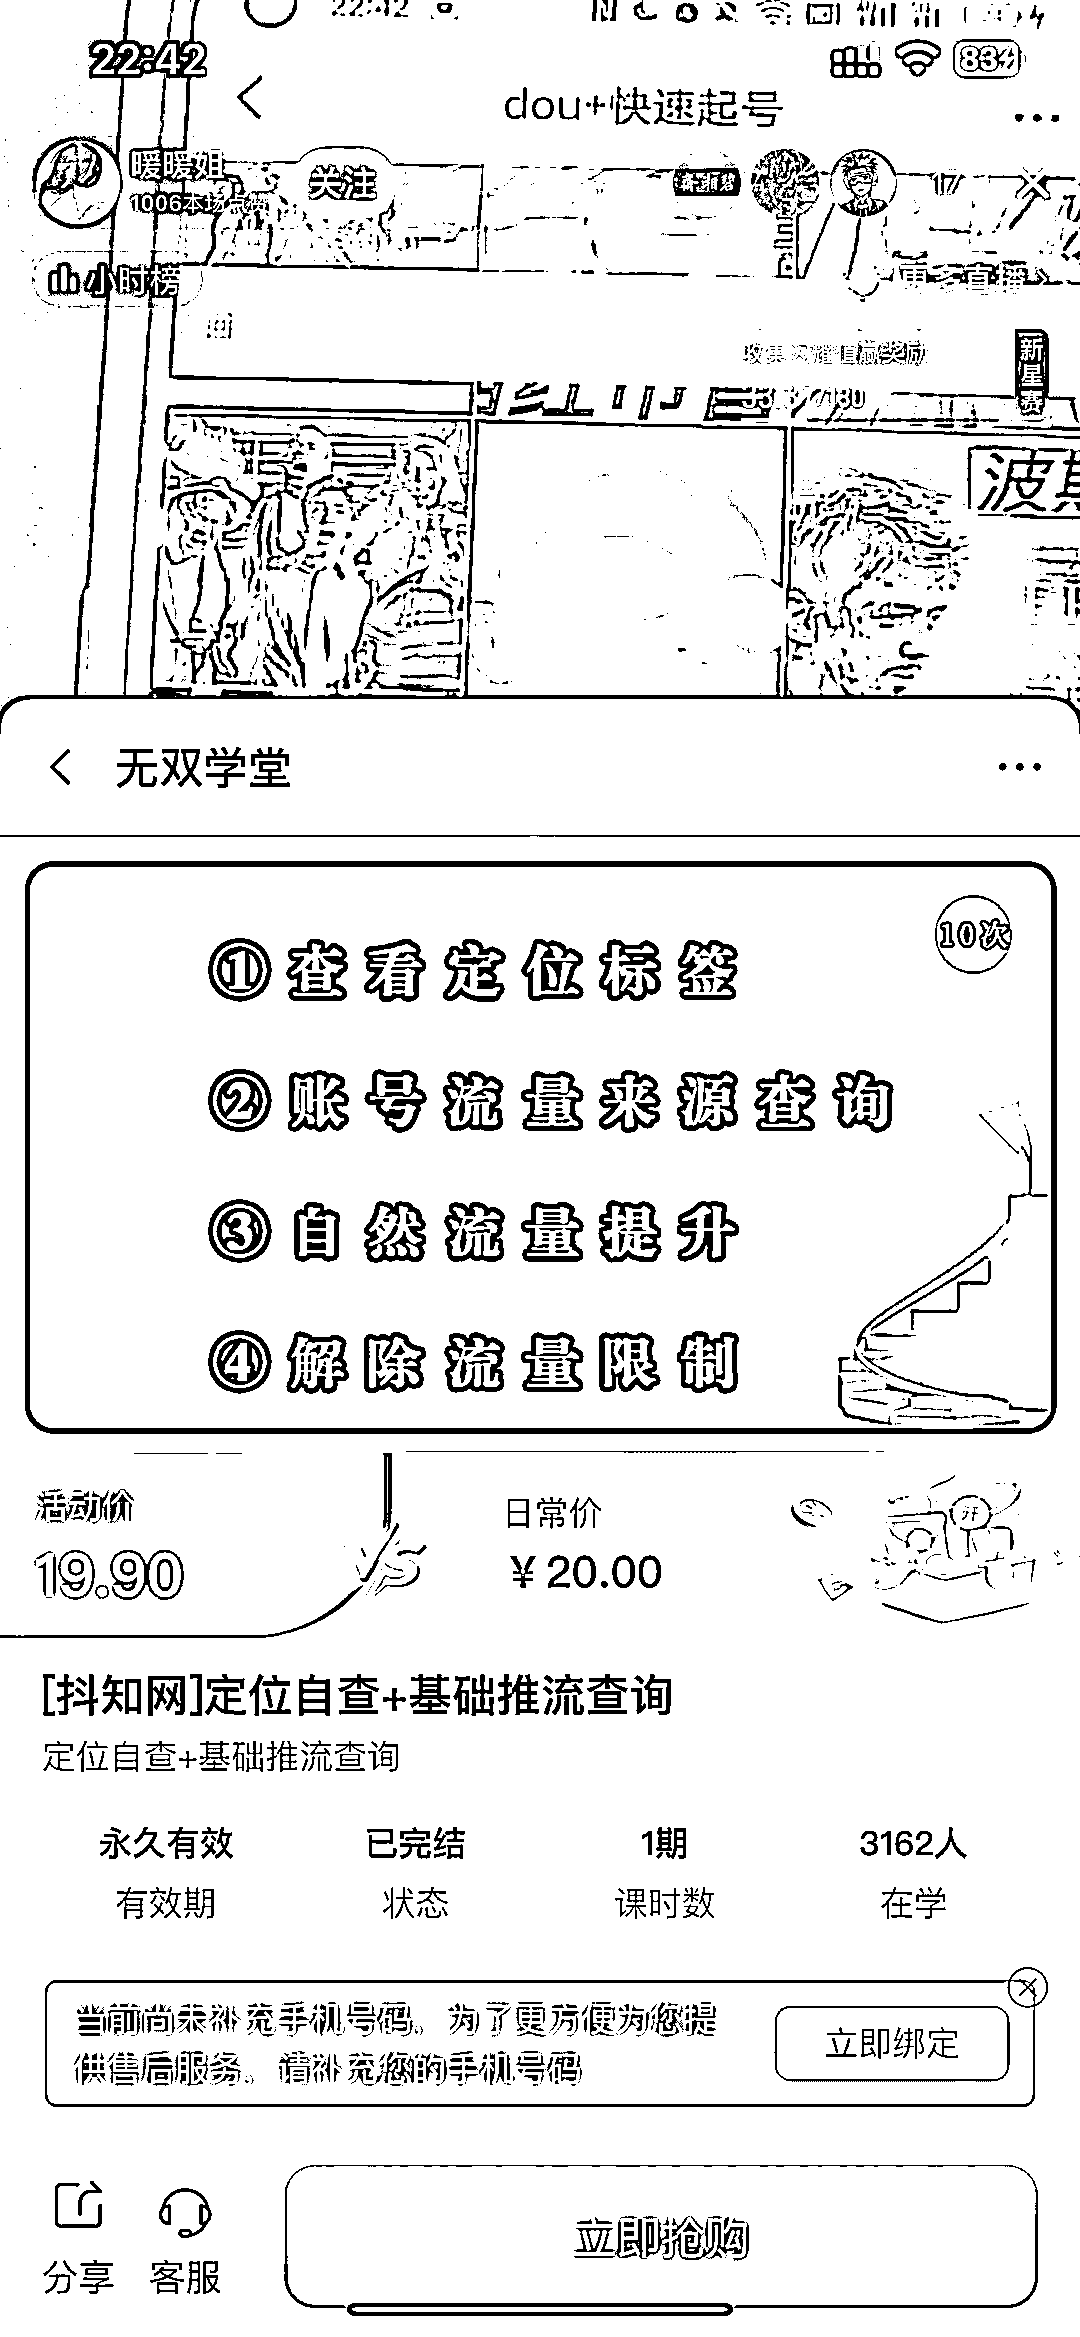 22:42
22:42
83
dou+快速起号
暖暖姐
1006本场点赞
关注
17
小时榜
更多直播
新星赛
/180
波斯
无双学堂
10次
①查看定位标签
②账号流量来源查询
③自然流量提升
④解除流量限制
活动价
日常价
19.90
¥20.00
[抖知网]定位自查+基础推流查询
定位自查+基础推流查询
永久有效
已完结
1期
3162人
有效期
状态
课时数
在学
当前尚未补充手机号码，为了更方便为您提
供售后服务，请补充您的手机号码
立即绑定
分享
客服
立即抢购